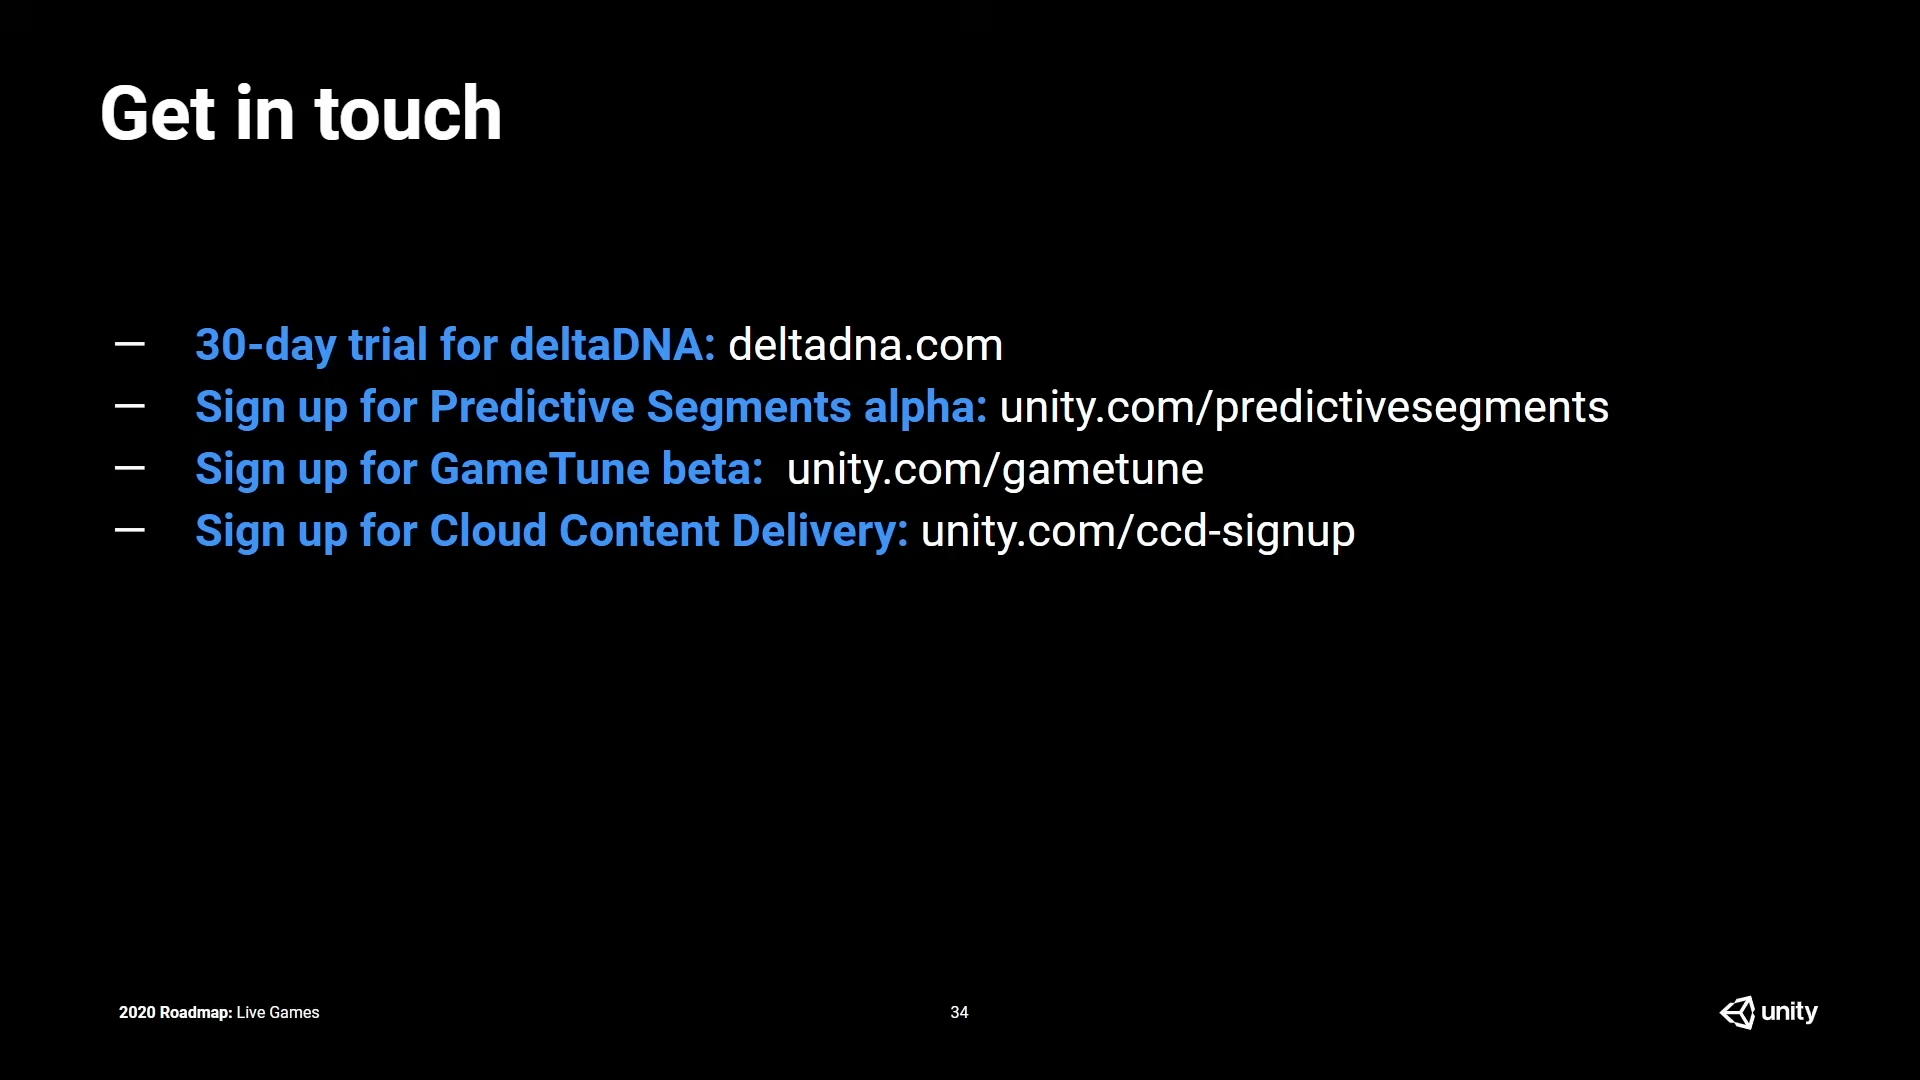 Get in touch
— 30-day trial for deltaDNA: deltadna.com
— Sign up for Predictive Segments alpha: unity.com/predictivesegments
— Sign up for GameTune beta:  unity.com/gametune
— Sign up for Cloud Content Delivery: unity.com/ccd-signup
2020 Roadmap: Live Games
34
unity